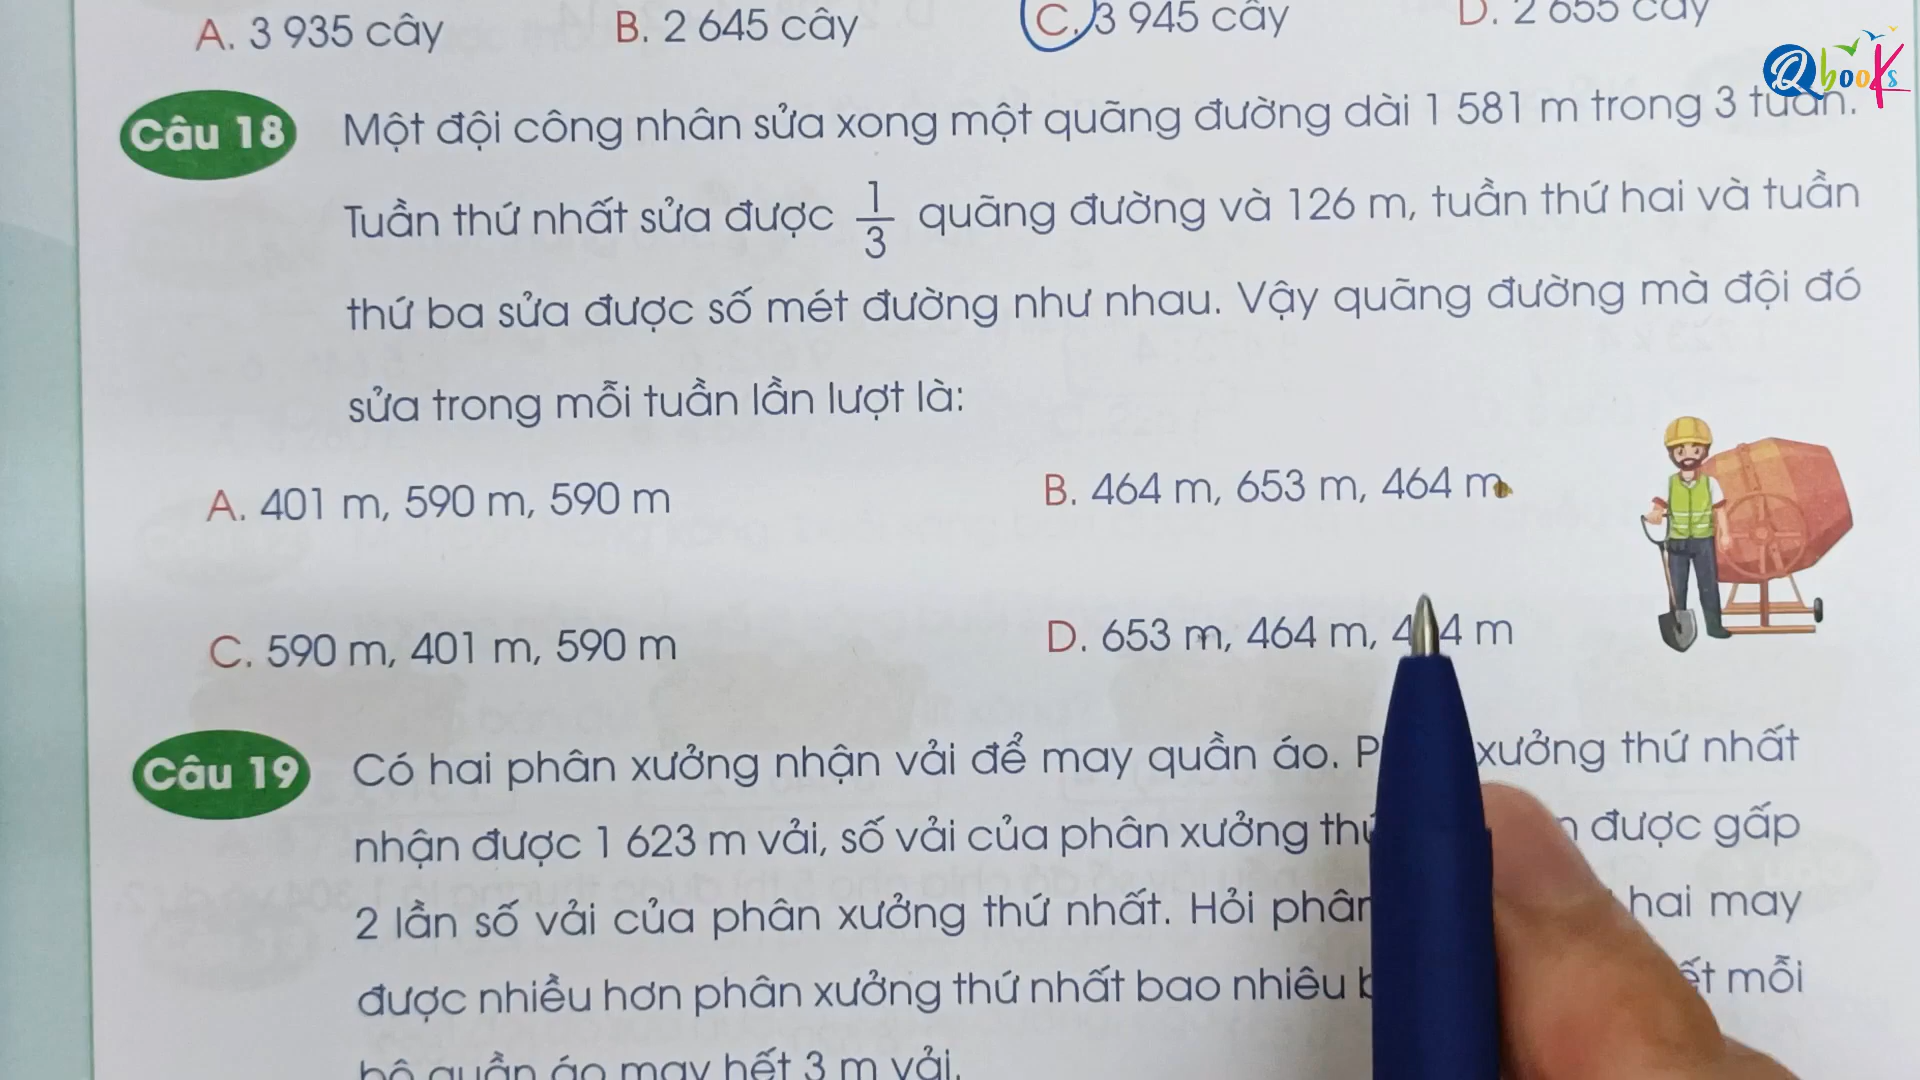 A. 3 935 cây B. 2 645 cây C. 3 945 cây D. 2 655 cây
Qbooks
Câu 18 Một đội công nhân sửa xong một quãng đường dài 1 581 m trong 3 tuần.
Tuần thứ nhất sửa được 1/3 quãng đường và 126 m, tuần thứ hai và tuần
thứ ba sửa được số mét đường như nhau. Vậy quãng đường mà đội đó
sửa trong mỗi tuần lần lượt là:
A. 401 m, 590 m, 590 m B. 464 m, 653 m, 464 m
C. 590 m, 401 m, 590 m D. 653 m, 464 m, m
Câu 19 Có hai phân xưởng nhận vải để may quần áo. xưởng thứ nhất
nhận được 1 623 m vải, số vải của phân xưởng được gấp
2 lần số vải của phân xưởng thứ nhất. Hỏi hai may
được nhiều hơn phân xưởng thứ nhất bao nhiêu mỗi
bộ quần áo may hết 3 m vải.